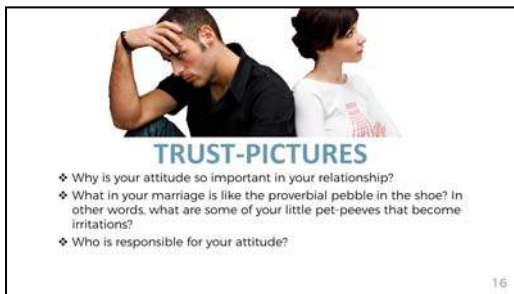 TRUST-PICTURES
❖ Why is your attitude so important in your relationship?
❖ What in your marriage is like the proverbial pebble in the shoe? In
other words, what are some of your little pet-peeves that become
irritations?
❖ Who is responsible for your attitude?
16